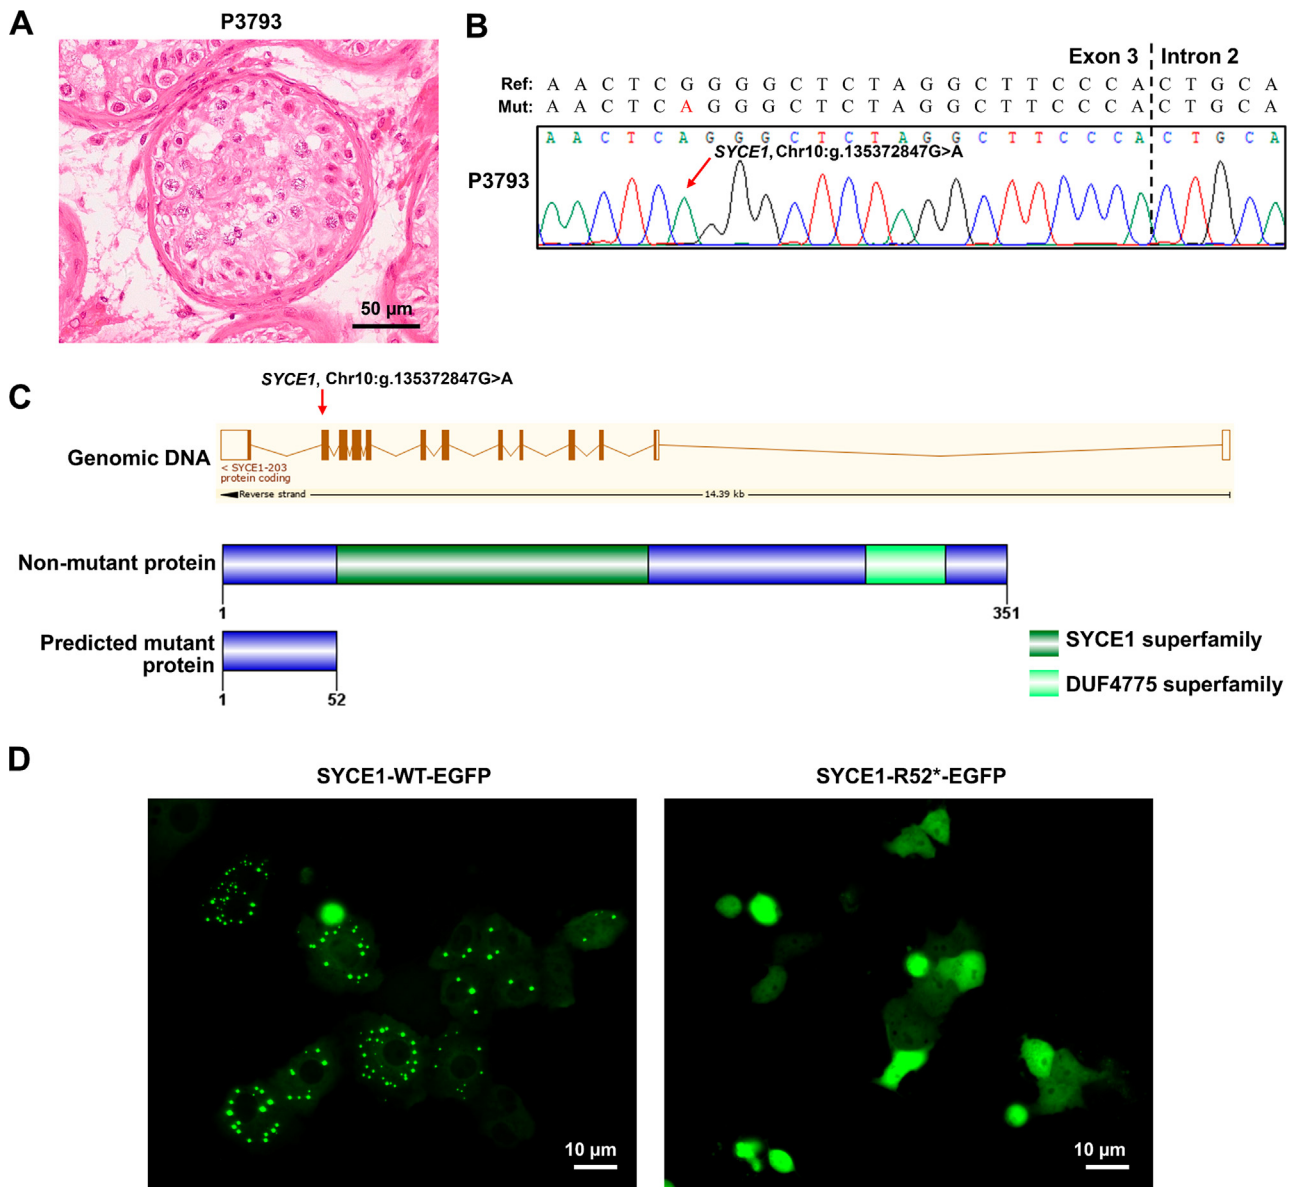 A
P3793
50 µm
B
Exon 3 Intron 2
Ref: A A C T C G G G G C T C T A G G C T T C C C A C T G C A
Mut: A A C T C A G G G C T C T A G G C T T C C C A C T G C A
A A C T C A G G G C T C T A G G C T T C C C A C T G C A
SYCE1, Chr10:g.135372847G>A
P3793
C
SYCE1, Chr10:g.135372847G>A
Genomic DNA
< SYCE1-203
protein coding
Reverse strand 14.39 kb
Non-mutant protein
1 351
Predicted mutant
protein
1 52
SYCE1 superfamily
DUF4775 superfamily
D
SYCE1-WT-EGFP
SYCE1-R52*-EGFP
10 µm
10 µm